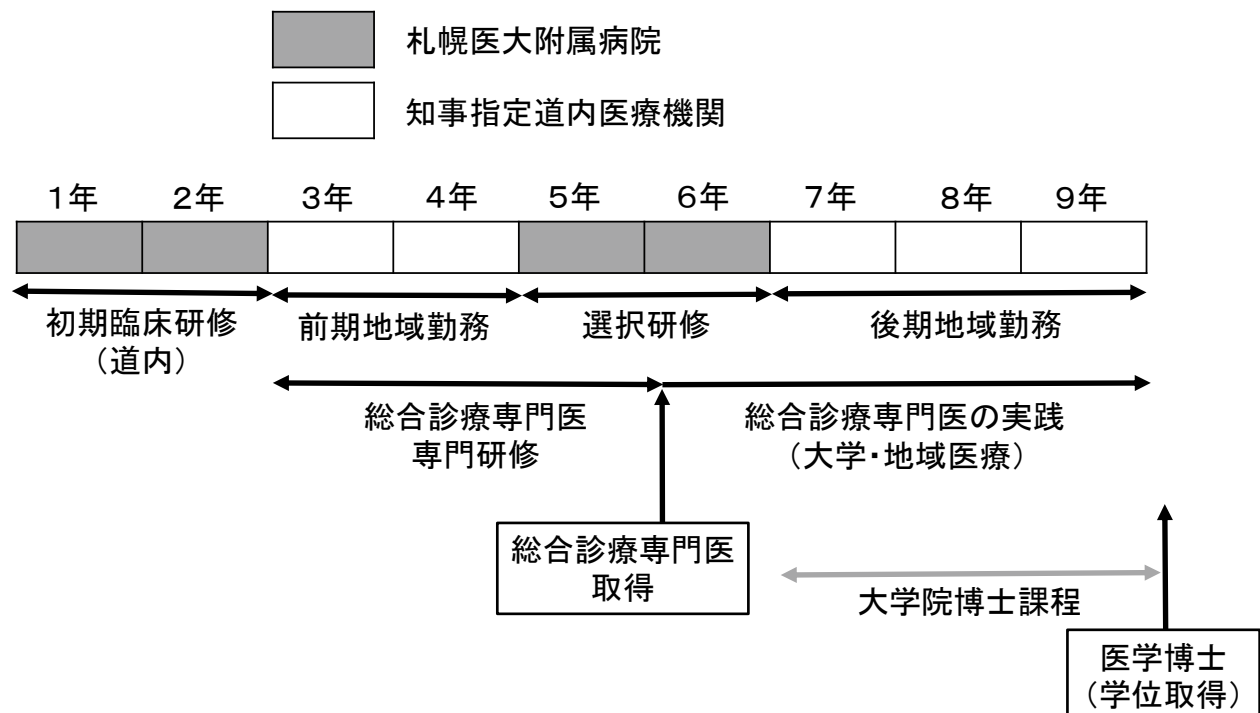 札幌医大附属病院
知事指定道内医療機関
1年 2年 3年 4年 5年 6年 7年 8年 9年
初期臨床研修
（道内）
前期地域勤務
選択研修
後期地域勤務
総合診療専門医
専門研修
総合診療専門医の実践
（大学・地域医療）
総合診療専門医
取得
大学院博士課程
医学博士
（学位取得）